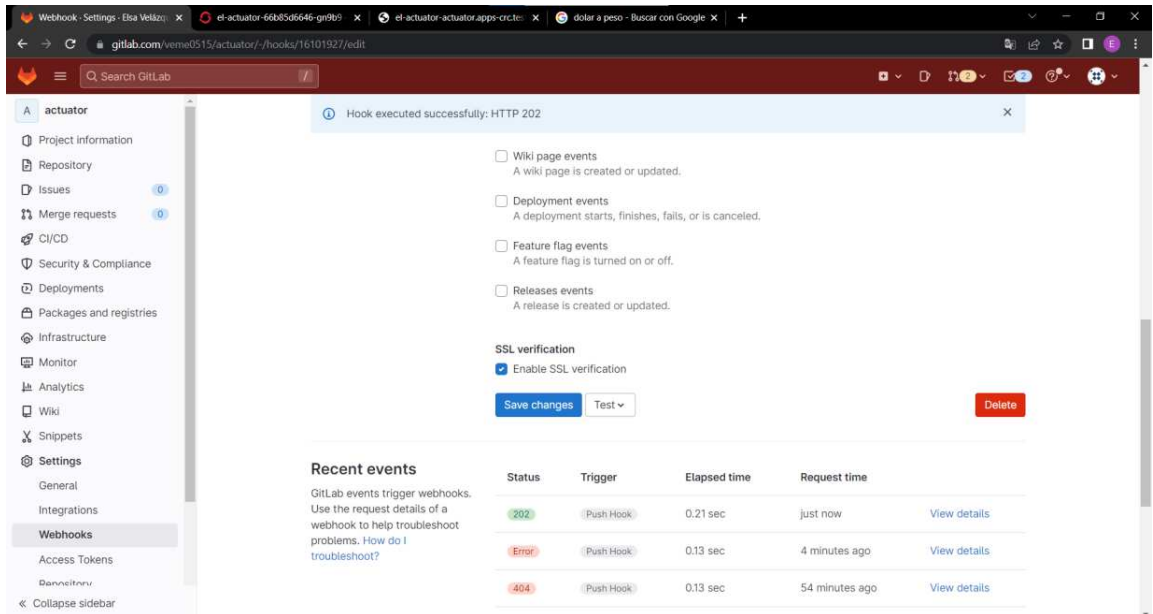 Webhook · Settings · Elsa Velázq
el-actuator-66b85d6646-gn9b9
el-actuator-actuator.apps-crc.tes
dolar a peso - Buscar con Google
gitlab.com/veme0515/actuator/-/hooks/16101927/edit
E
Search GitLab
/
2
2
A actuator
Project information
Repository
Issues 0
Merge requests 0
CI/CD
Security & Compliance
Deployments
Packages and registries
Infrastructure
Monitor
Analytics
Wiki
Snippets
Settings
General
Integrations
Webhooks
Access Tokens
Repository
Collapse sidebar
Hook executed successfully: HTTP 202
Wiki page events
A wiki page is created or updated.
Deployment events
A deployment starts, finishes, fails, or is canceled.
Feature flag events
A feature flag is turned on or off.
Releases events
A release is created or updated.
SSL verification
Enable SSL verification
Save changes Test Delete
Recent events
GitLab events trigger webhooks.
Use the request details of a
webhook to help troubleshoot
problems. How do I
troubleshoot?
Status Trigger Elapsed time Request time
202 Push Hook 0.21 sec just now View details
Error Push Hook 0.13 sec 4 minutes ago View details
404 Push Hook 0.13 sec 54 minutes ago View details